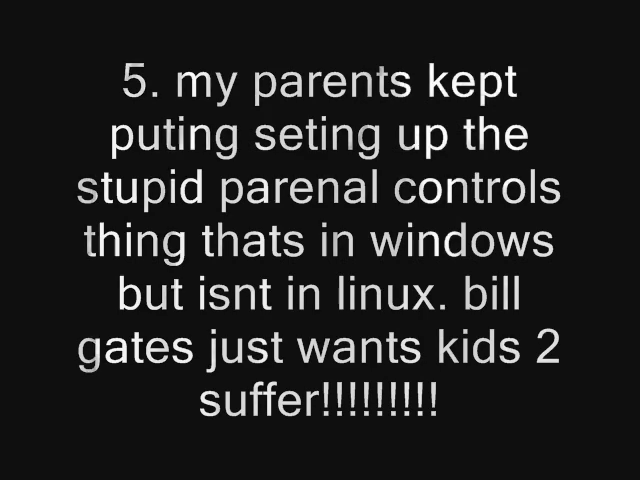 5. my parents kept
puting seting up the
stupid parenal controls
thing thats in windows
but isnt in linux. bill
gates just wants kids 2
suffer!!!!!!!!!